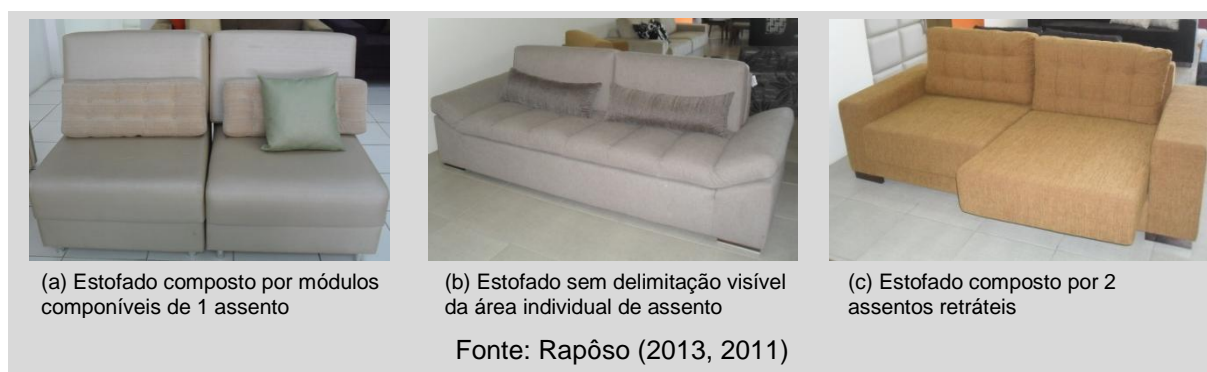 (a) Estofado composto por módulos
componíveis de 1 assento
(b) Estofado sem delimitação visível
da área individual de assento
(c) Estofado composto por 2
assentos retráteis
Fonte: Rapôso (2013, 2011)